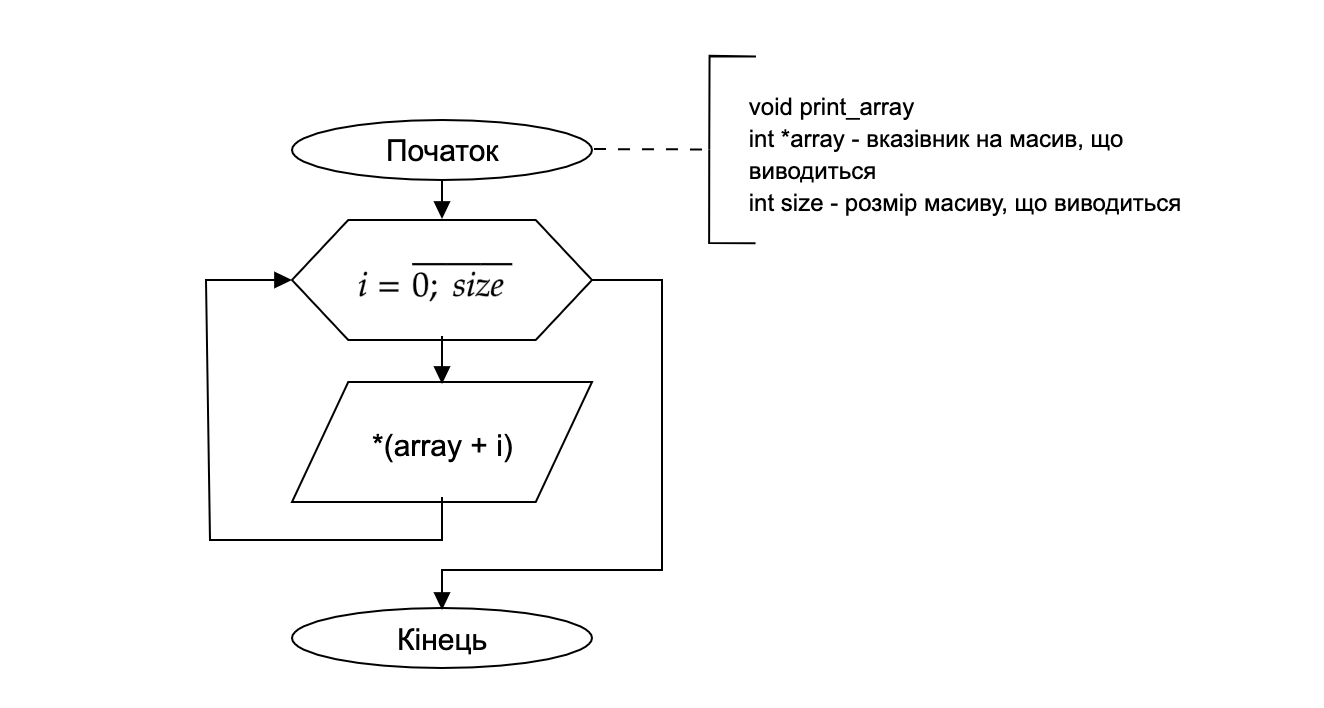 Початок
void print_array
int *array - вказівник на масив, що
виводиться
int size - розмір масиву, що виводиться
i = 0; size
*(array + i)
Кінець